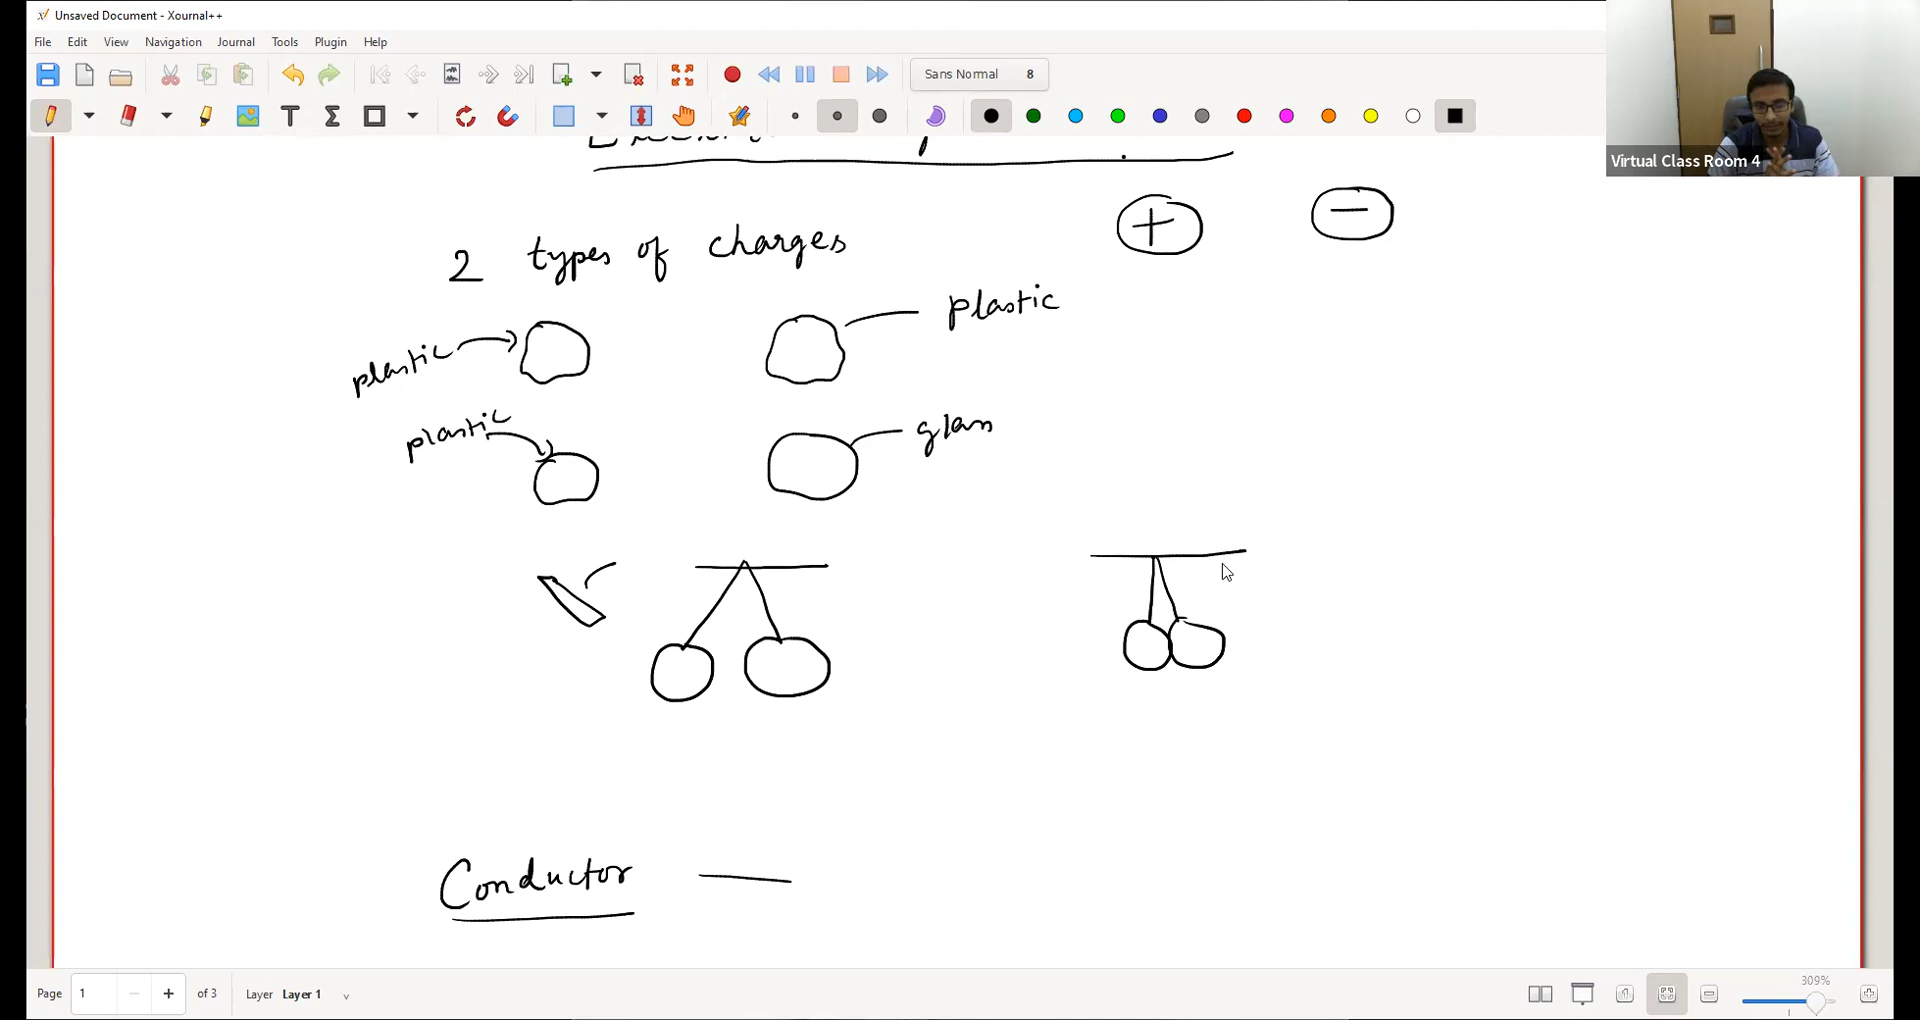 Unsaved Document - Xournal++
File Edit View Navigation Journal Tools Plugin Help
Sans Normal 8
Virtual Class Room 4
+ −
2 types of charges
plastic
plastic
plastic
glass
Conductor —
Page 1 of 3 Layer Layer 1
309%